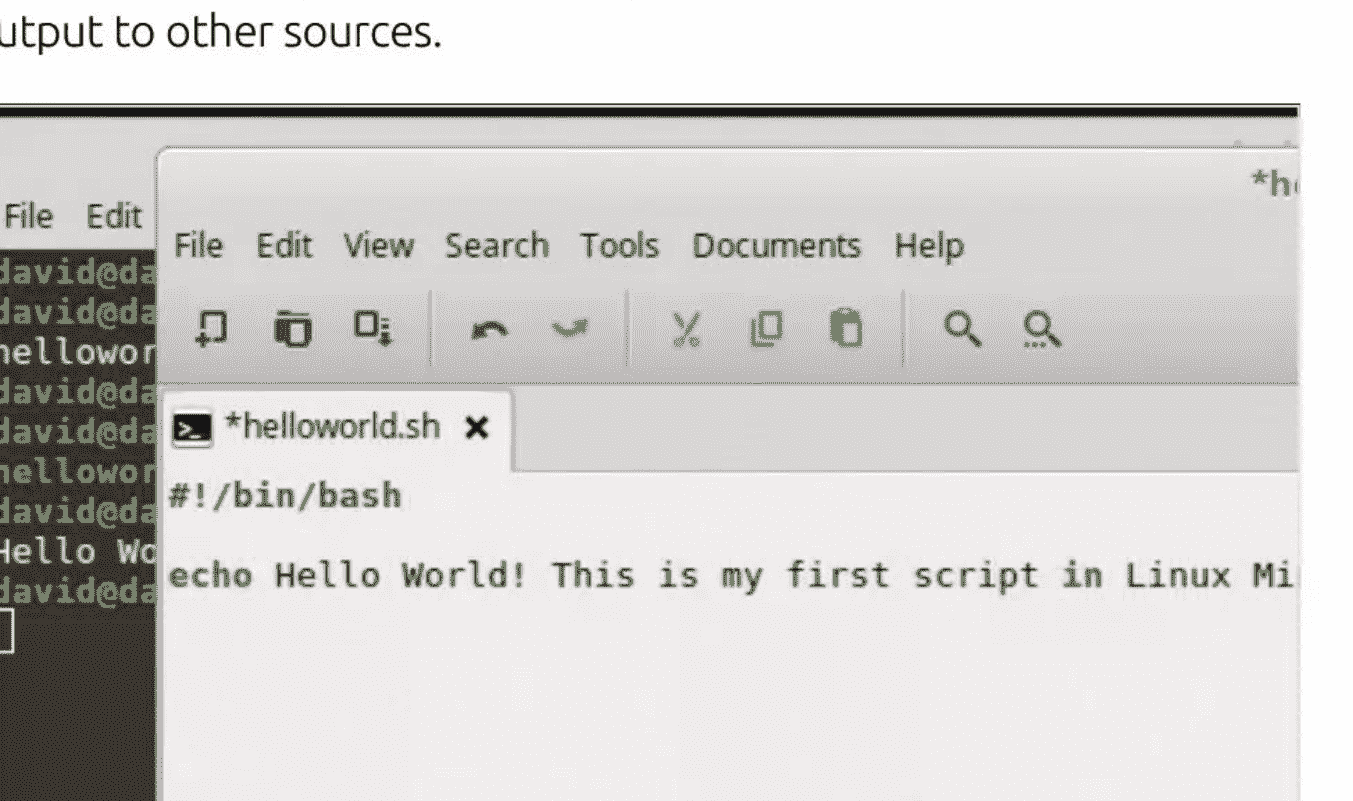 utput to other sources.
*h
File Edit
File Edit View Search Tools Documents Help
david@da
david@da
hellowor
david@da
david@da
hellowor
david@da
Hello Wo
david@da
*helloworld.sh
#!/bin/bash
echo Hello World! This is my first script in Linux Mi